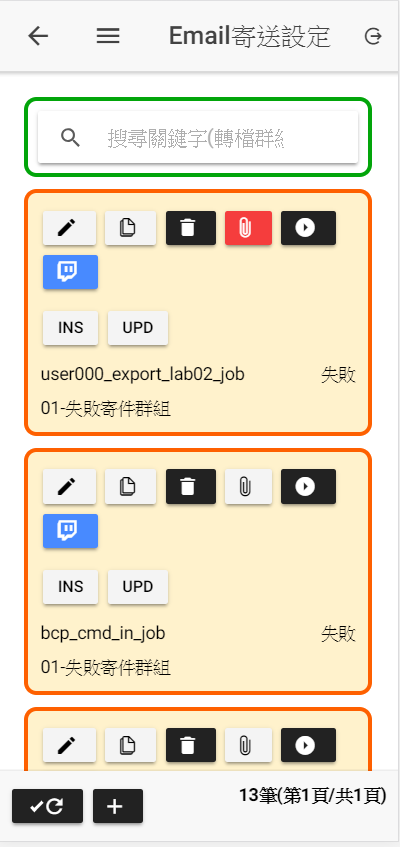 Email寄送設定
搜尋關鍵字(轉檔群組
INS UPD
user000_export_lab02_job 失敗
01-失敗寄件群組
INS UPD
bcp_cmd_in_job 失敗
01-失敗寄件群組
13筆(第1頁/共1頁)